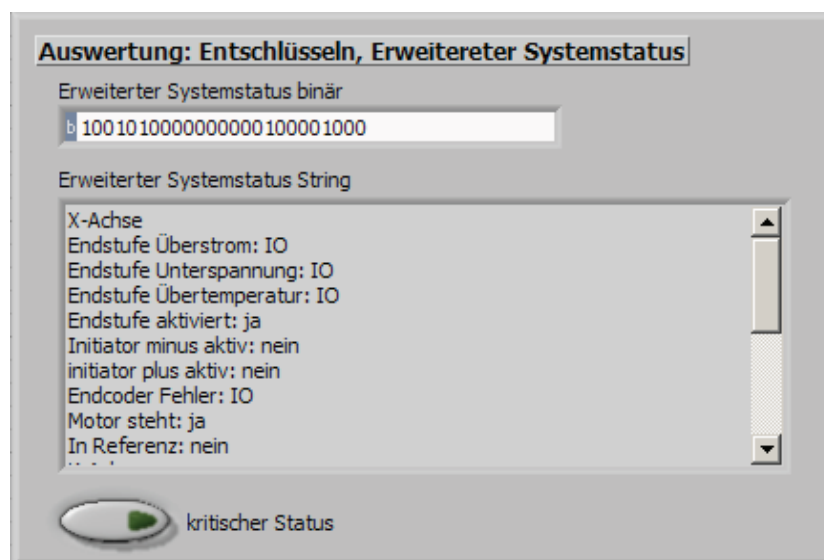 Auswertung: Entschlüsseln, Erweitereter Systemstatus
Erweiterter Systemstatus binär
b 1001010000000000100001000
Erweiterter Systemstatus String
X-Achse
Endstufe Überstrom: IO
Endstufe Unterspannung: IO
Endstufe Übertemperatur: IO
Endstufe aktiviert: ja
Initiator minus aktiv: nein
initiator plus aktiv: nein
Endcoder Fehler: IO
Motor steht: ja
In Referenz: nein
kritischer Status